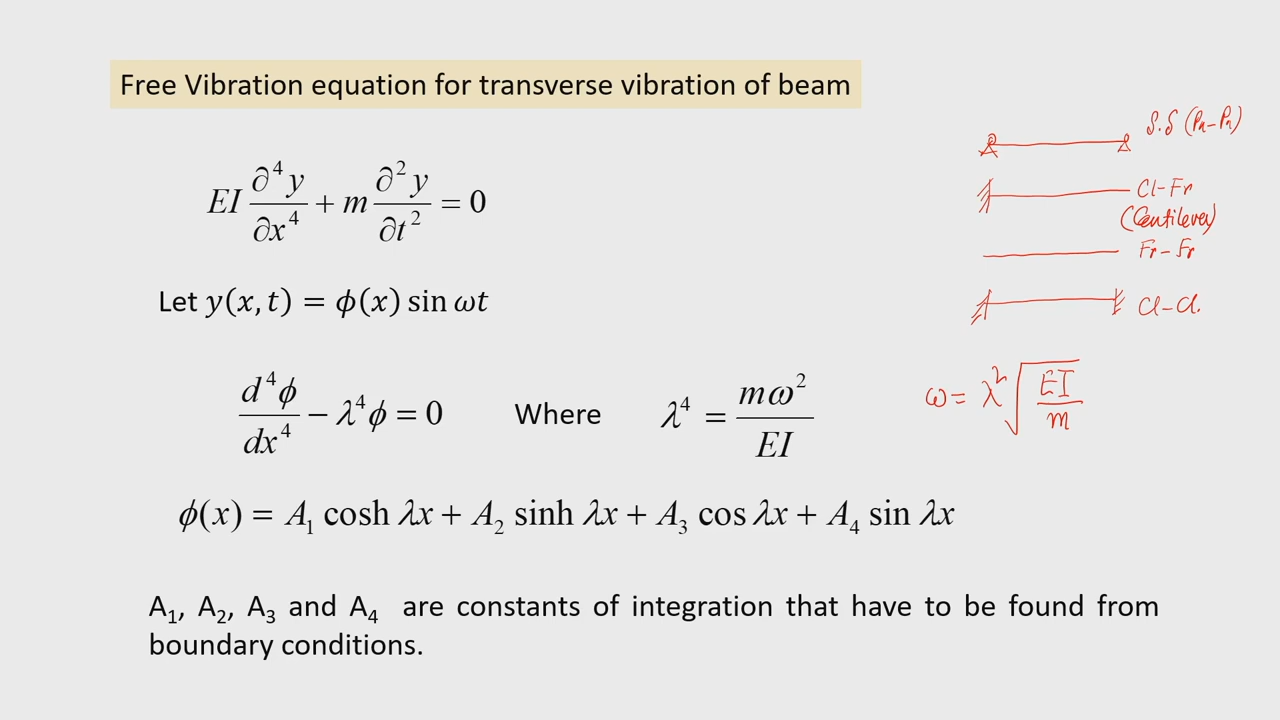 Free Vibration equation for transverse vibration of beam
S.S (Pn-Pn)
EI ∂⁴y/∂x⁴ + m ∂²y/∂t² = 0
Cl-Fr
(Cantilever)
Fr-Fr
Let y(x, t) = ϕ(x) sin ωt
Cl-Cl.
d⁴ϕ/dx⁴ − λ⁴ϕ = 0 Where λ⁴ = mω²/EI
ω = λ² √(EI/m)
ϕ(x) = A₁ cosh λx + A₂ sinh λx + A₃ cos λx + A₄ sin λx
A₁, A₂, A₃ and A₄ are constants of integration that have to be found from
boundary conditions.